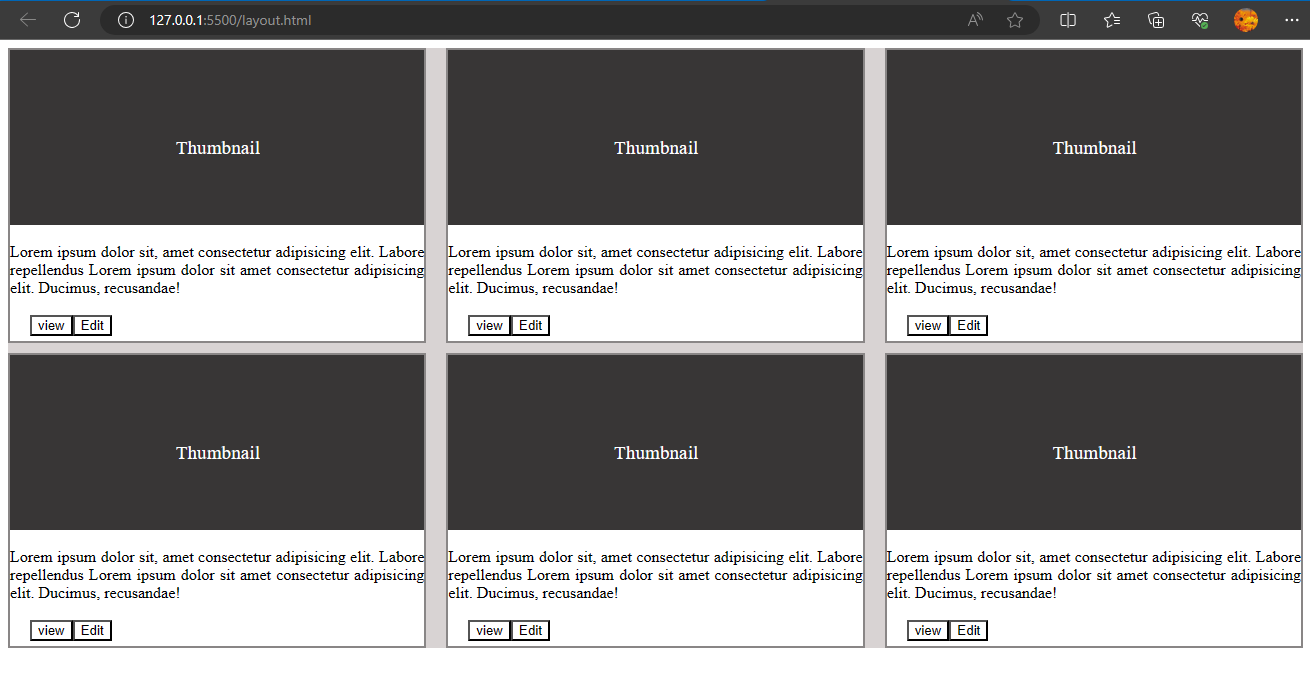 127.0.0.1:5500/layout.html
Thumbnail Thumbnail Thumbnail
Lorem ipsum dolor sit, amet consectetur adipisicing elit. Labore
repellendus Lorem ipsum dolor sit amet consectetur adipisicing
elit. Ducimus, recusandae!
view Edit
Lorem ipsum dolor sit, amet consectetur adipisicing elit. Labore
repellendus Lorem ipsum dolor sit amet consectetur adipisicing
elit. Ducimus, recusandae!
view Edit
Lorem ipsum dolor sit, amet consectetur adipisicing elit. Labore
repellendus Lorem ipsum dolor sit amet consectetur adipisicing
elit. Ducimus, recusandae!
view Edit
Thumbnail Thumbnail Thumbnail
Lorem ipsum dolor sit, amet consectetur adipisicing elit. Labore
repellendus Lorem ipsum dolor sit amet consectetur adipisicing
elit. Ducimus, recusandae!
view Edit
Lorem ipsum dolor sit, amet consectetur adipisicing elit. Labore
repellendus Lorem ipsum dolor sit amet consectetur adipisicing
elit. Ducimus, recusandae!
view Edit
Lorem ipsum dolor sit, amet consectetur adipisicing elit. Labore
repellendus Lorem ipsum dolor sit amet consectetur adipisicing
elit. Ducimus, recusandae!
view Edit